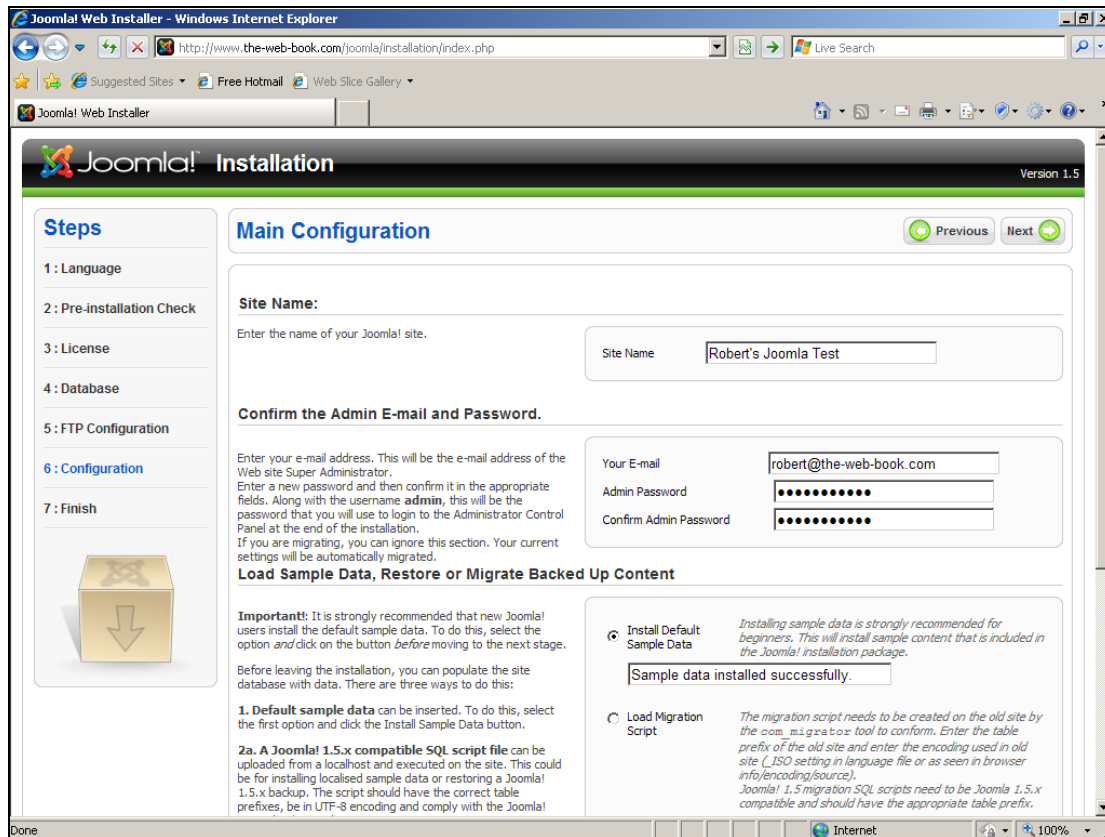 Joomla! Web Installer - Windows Internet Explorer
http://www.the-web-book.com/joomla/installation/index.php
Live Search
Suggested Sites
Free Hotmail
Web Slice Gallery
Joomla! Web Installer
Joomla!™ Installation
Version 1.5
Steps
1 : Language
2 : Pre-installation Check
3 : License
4 : Database
5 : FTP Configuration
6 : Configuration
7 : Finish
Main Configuration
Previous
Next
Site Name:
Enter the name of your Joomla! site.
Site Name
Robert's Joomla Test
Confirm the Admin E-mail and Password.
Enter your e-mail address. This will be the e-mail address of the
Web site Super Administrator.
Enter a new password and then confirm it in the appropriate
fields. Along with the username admin, this will be the
password that you will use to login to the Administrator Control
Panel at the end of the installation.
If you are migrating, you can ignore this section. Your current
settings will be automatically migrated.
Your E-mail
robert@the-web-book.com
Admin Password
●●●●●●●●●●●
Confirm Admin Password
●●●●●●●●●●●
Load Sample Data, Restore or Migrate Backed Up Content
Important!: It is strongly recommended that new Joomla!
users install the default sample data. To do this, select the
option and click on the button before moving to the next stage.
Before leaving the installation, you can populate the site
database with data. There are three ways to do this:
1. Default sample data can be inserted. To do this, select
the first option and click the Install Sample Data button.
2a. A Joomla! 1.5.x compatible SQL script file can be
uploaded from a localhost and executed on the site. This could
be for installing localised sample data or restoring a Joomla!
1.5.x backup. The script should have the correct table
prefixes, be in UTF-8 encoding and comply with the Joomla!
Install Default
Sample Data
Installing sample data is strongly recommended for
beginners. This will install sample content that is included in
the Joomla! installation package.
Sample data installed successfully.
Load Migration
Script
The migration script needs to be created on the old site by
the com_migrator tool to conform. Enter the table
prefix of the old site and enter the encoding used in old
site (_ISO setting in language file or as seen in browser
info/encoding/source).
Joomla! 1.5 migration SQL scripts need to be Joomla 1.5.x
compatible and should have the appropriate table prefix.
Done
Internet
100%